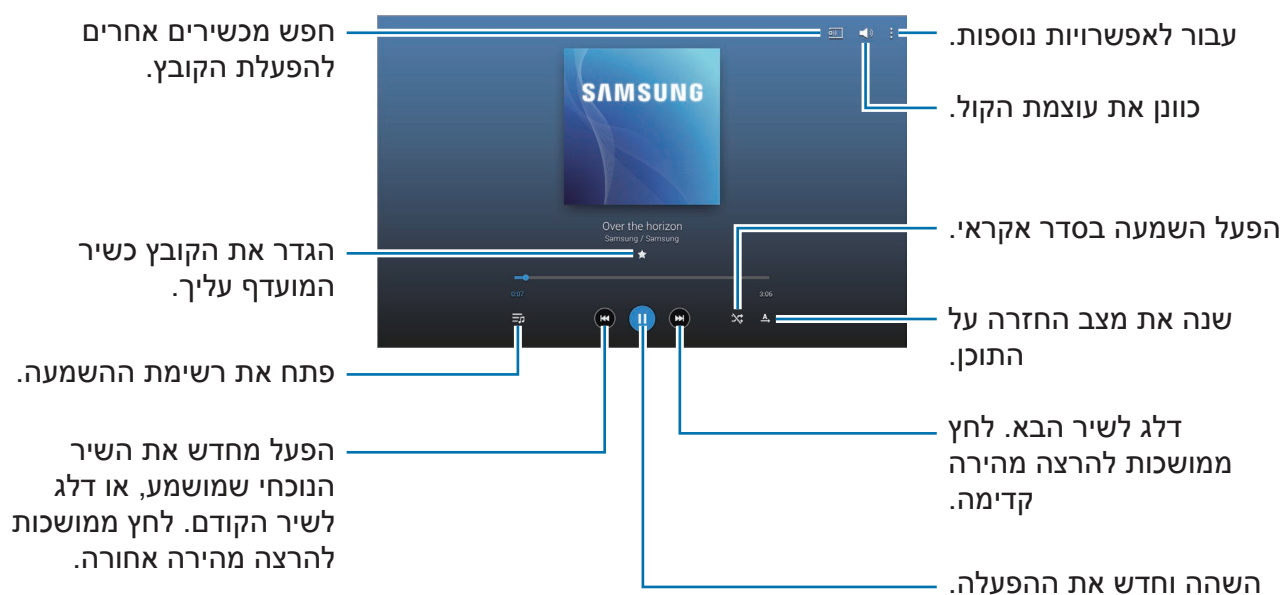 עבור לאפשרויות נוספות.
כוונן את עוצמת הקול.
הפעל השמעה בסדר אקראי.
שנה את מצב החזרה על
התוכן.
דלג לשיר הבא. לחץ
ממושכות להרצה מהירה
קדימה.
השהה וחדש את ההפעלה.
SAMSUNG
Over the horizon
Samsung / Samsung
0:07
3:06
חפש מכשירים אחרים
להפעלת הקובץ.
הגדר את הקובץ כשיר
המועדף עליך.
פתח את רשימת ההשמעה.
הפעל מחדש את השיר
הנוכחי שמושמע, או דלג
לשיר הקודם. לחץ ממושכות
להרצה מהירה אחורה.